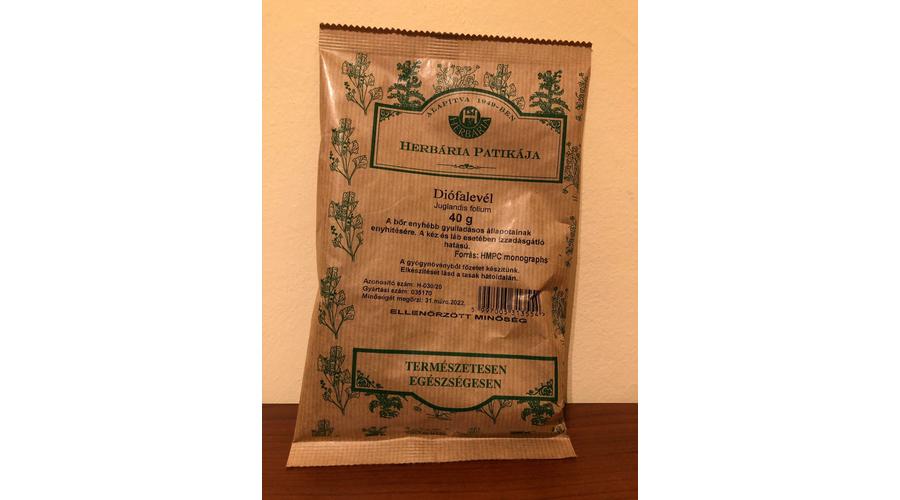 ALAPÍTVA 1949-BEN
HERBÁRIA
HERBÁRIA PATIKÁJA
Diófalevél
Juglandis folium
40 g
A bőr enyhébb gyulladásos állapotainak
enyhítésére. A kéz és láb esetében izzadásgátló
hatású.
Forrás: HMPC monographs
A gyógynövényből főzetet készítünk.
Elkészítését lásd a tasak hátoldalán.
Azonosító szám: H-030/20
Gyártási szám: 035170
Minőségét megőrzi: 31.márc.2022.
ELLENŐRZÖTT MINŐSÉG
TERMÉSZETESEN
EGÉSZSÉGESEN